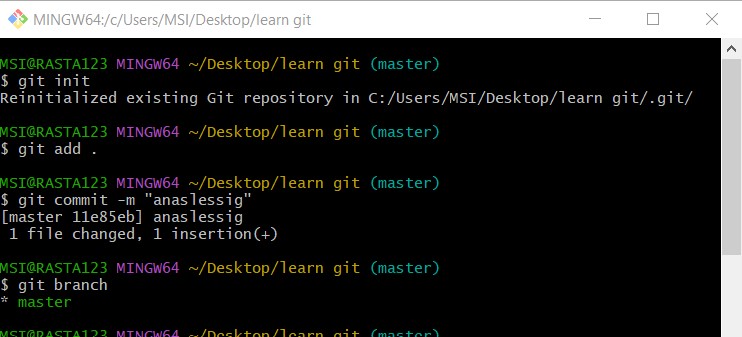 MINGW64:/c/Users/MSI/Desktop/learn git
MSI@RASTA123 MINGW64 ~/Desktop/learn git (master)
$ git init
Reinitialized existing Git repository in C:/Users/MSI/Desktop/learn git/.git/
MSI@RASTA123 MINGW64 ~/Desktop/learn git (master)
$ git add .
MSI@RASTA123 MINGW64 ~/Desktop/learn git (master)
$ git commit -m "anaslessig"
[master 11e85eb] anaslessig
 1 file changed, 1 insertion(+)
MSI@RASTA123 MINGW64 ~/Desktop/learn git (master)
$ git branch
* master
MSI@RASTA123 MINGW64 ~/Desktop/learn git (master)